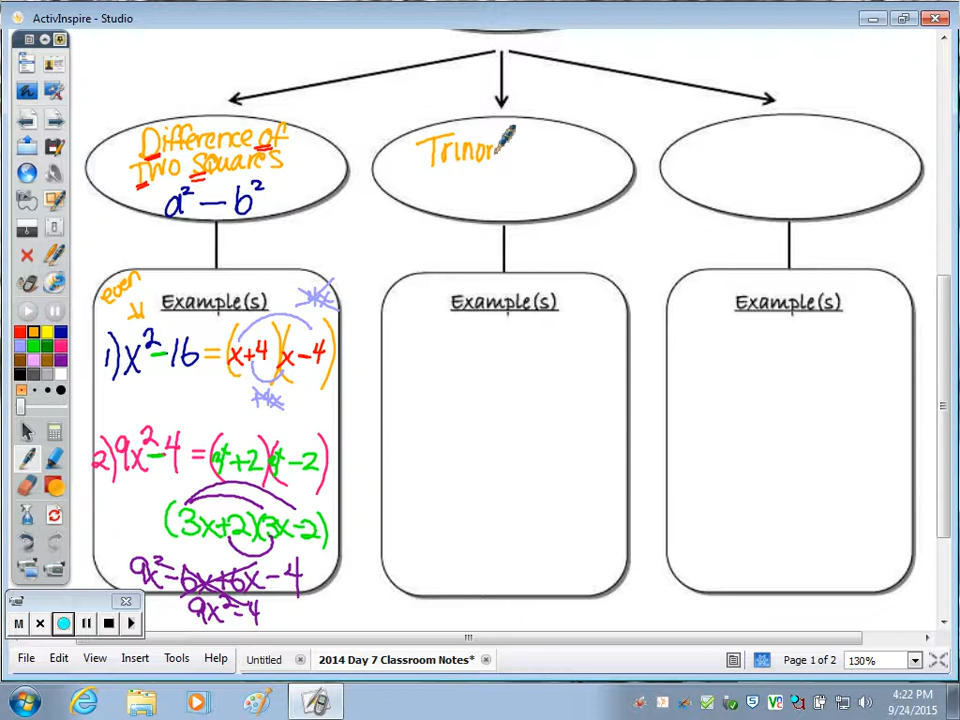 ActivInspire - Studio
Difference of
Two Squares
a² – b²
Trinom
even
Example(s)
1) x² - 16 = (x+4)(x-4)
2) 9x² - 4 = ( +2)( -2)
(3x+2)(3x-2)
9x² - 6x + 6x - 4
9x² - 4
Example(s)
Example(s)
M
File Edit View Insert Tools Help Untitled 2014 Day 7 Classroom Notes* Page 1 of 2 130%
4:22 PM
9/24/2015